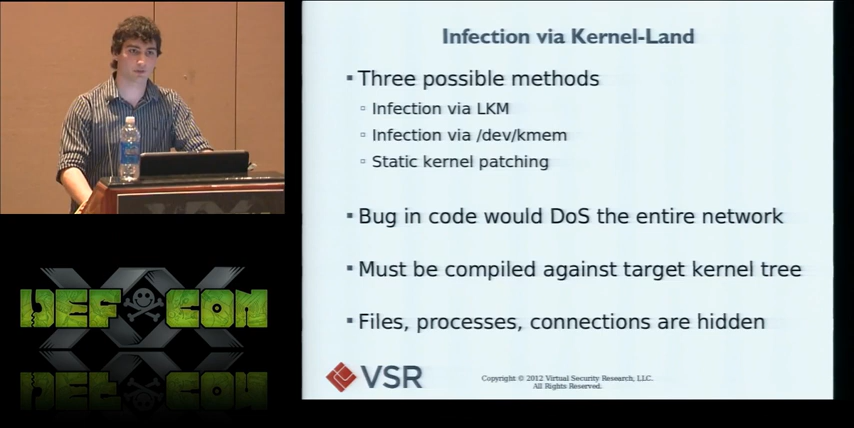 Infection via Kernel-Land
Three possible methods
Infection via LKM
Infection via /dev/kmem
Static kernel patching
Bug in code would DoS the entire network
Must be compiled against target kernel tree
Files, processes, connections are hidden
VSR
Copyright © 2012 Virtual Security Research, LLC.
All Rights Reserved.
XX
DEF CON